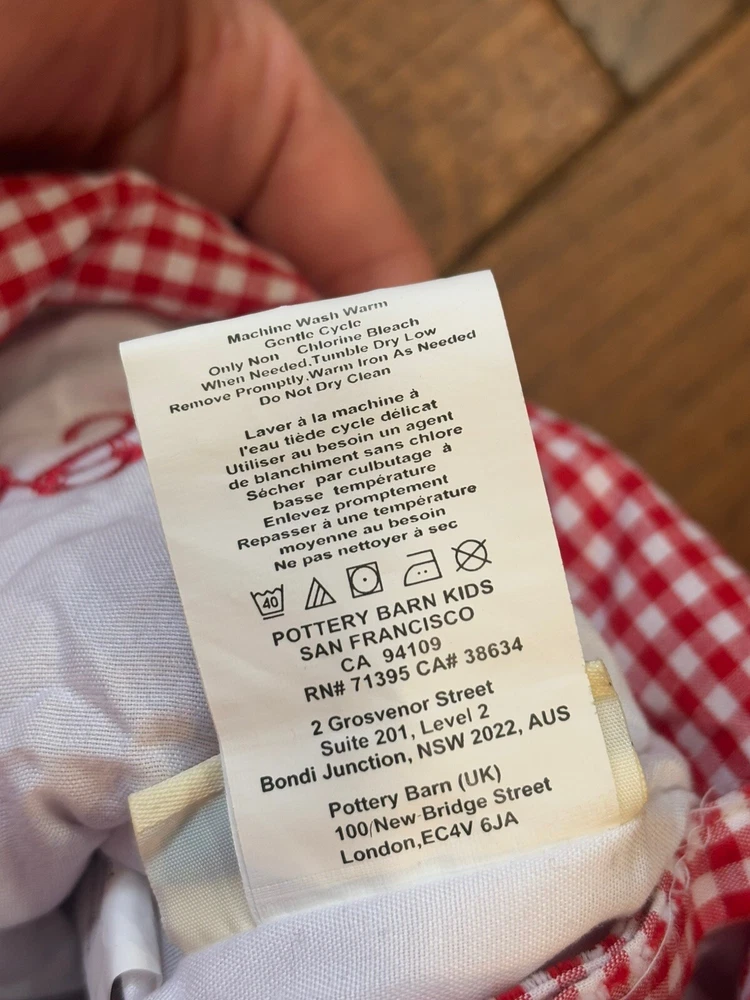 Machine Wash Warm
Gentle Cycle
Only Non Chlorine Bleach
When Needed.Tumble Dry Low
Remove Promptly.Warm Iron As Needed
Do Not Dry Clean
Laver à la machine à
l'eau tiède cycle délicat
Utiliser au besoin un agent
de blanchiment sans chlore
Sécher par culbutage à
basse température
Enlevez promptement
Repasser à une température
moyenne au besoin
Ne pas nettoyer à sec
40
POTTERY BARN KIDS
SAN FRANCISCO
CA 94109
RN# 71395 CA# 38634
2 Grosvenor Street
Suite 201, Level 2
Bondi Junction, NSW 2022, AUS
Pottery Barn (UK)
100 New Bridge Street
London,EC4V 6JA